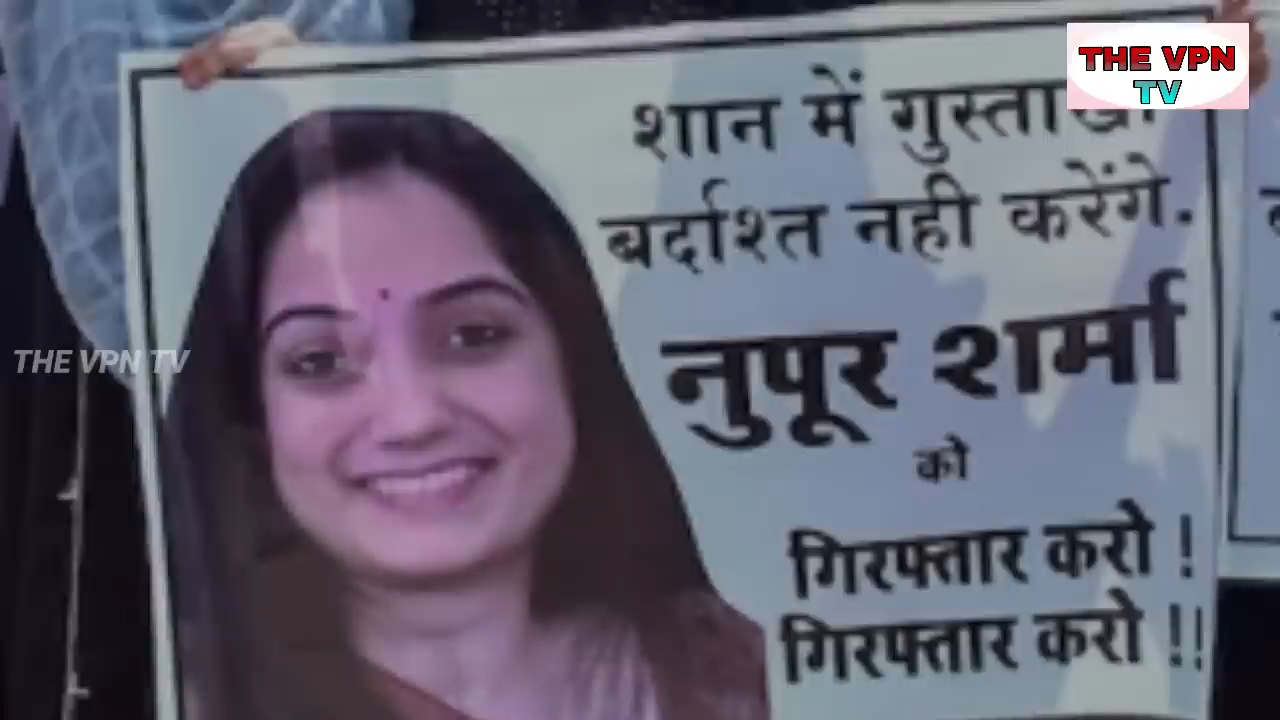 THE VPN
TV
शान में गुस्ताखी
बर्दाश्त नही करेंगे.
नुपूर शर्मा
को
गिरफ्तार करो !
गिरफ्तार करो !!
THE VPN TV